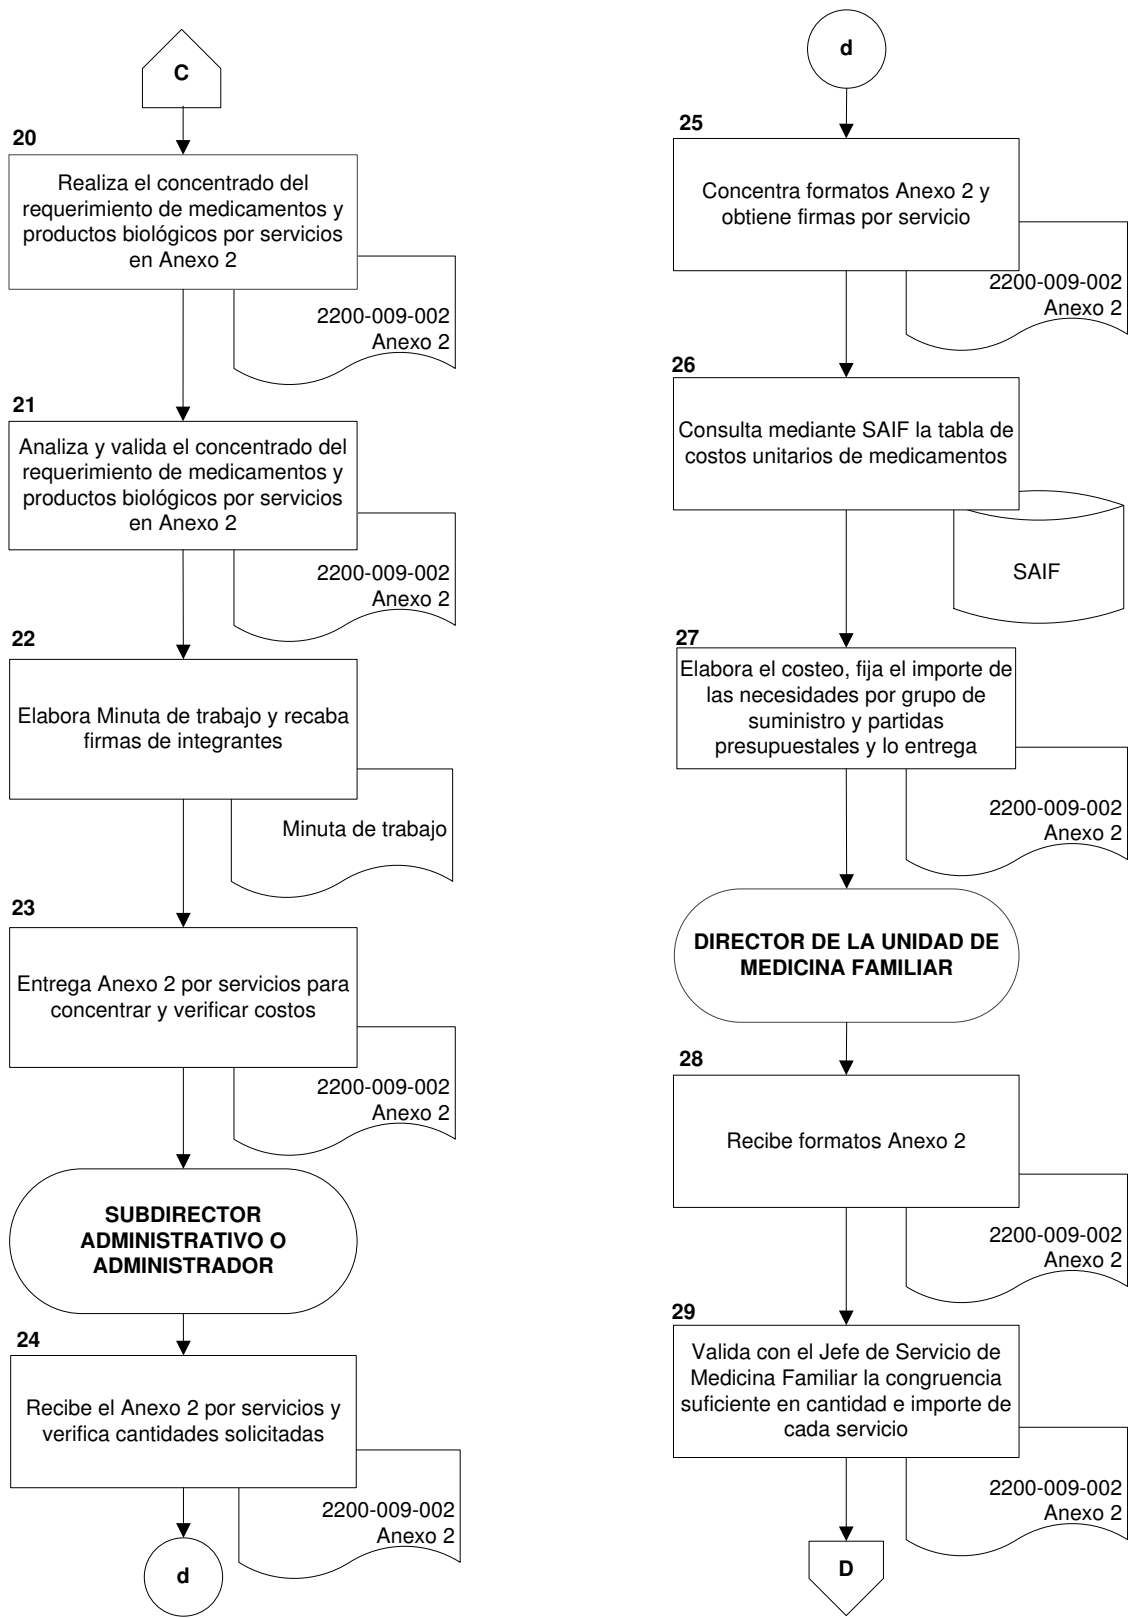 C
20
Realiza el concentrado del
requerimiento de medicamentos y
productos biológicos por servicios
en Anexo 2
2200-009-002
Anexo 2
21
Analiza y valida el concentrado del
requerimiento de medicamentos y
productos biológicos por servicios
en Anexo 2
2200-009-002
Anexo 2
22
Elabora Minuta de trabajo y recaba
firmas de integrantes
Minuta de trabajo
23
Entrega Anexo 2 por servicios para
concentrar y verificar costos
2200-009-002
Anexo 2
SUBDIRECTOR
ADMINISTRATIVO O
ADMINISTRADOR
24
Recibe el Anexo 2 por servicios y
verifica cantidades solicitadas
2200-009-002
Anexo 2
d
d
25
Concentra formatos Anexo 2 y
obtiene firmas por servicio
2200-009-002
Anexo 2
26
Consulta mediante SAIF la tabla de
costos unitarios de medicamentos
SAIF
27
Elabora el costeo, fija el importe de
las necesidades por grupo de
suministro y partidas
presupuestales y lo entrega
2200-009-002
Anexo 2
DIRECTOR DE LA UNIDAD DE
MEDICINA FAMILIAR
28
Recibe formatos Anexo 2
2200-009-002
Anexo 2
29
Valida con el Jefe de Servicio de
Medicina Familiar la congruencia
suficiente en cantidad e importe de
cada servicio
2200-009-002
Anexo 2
D